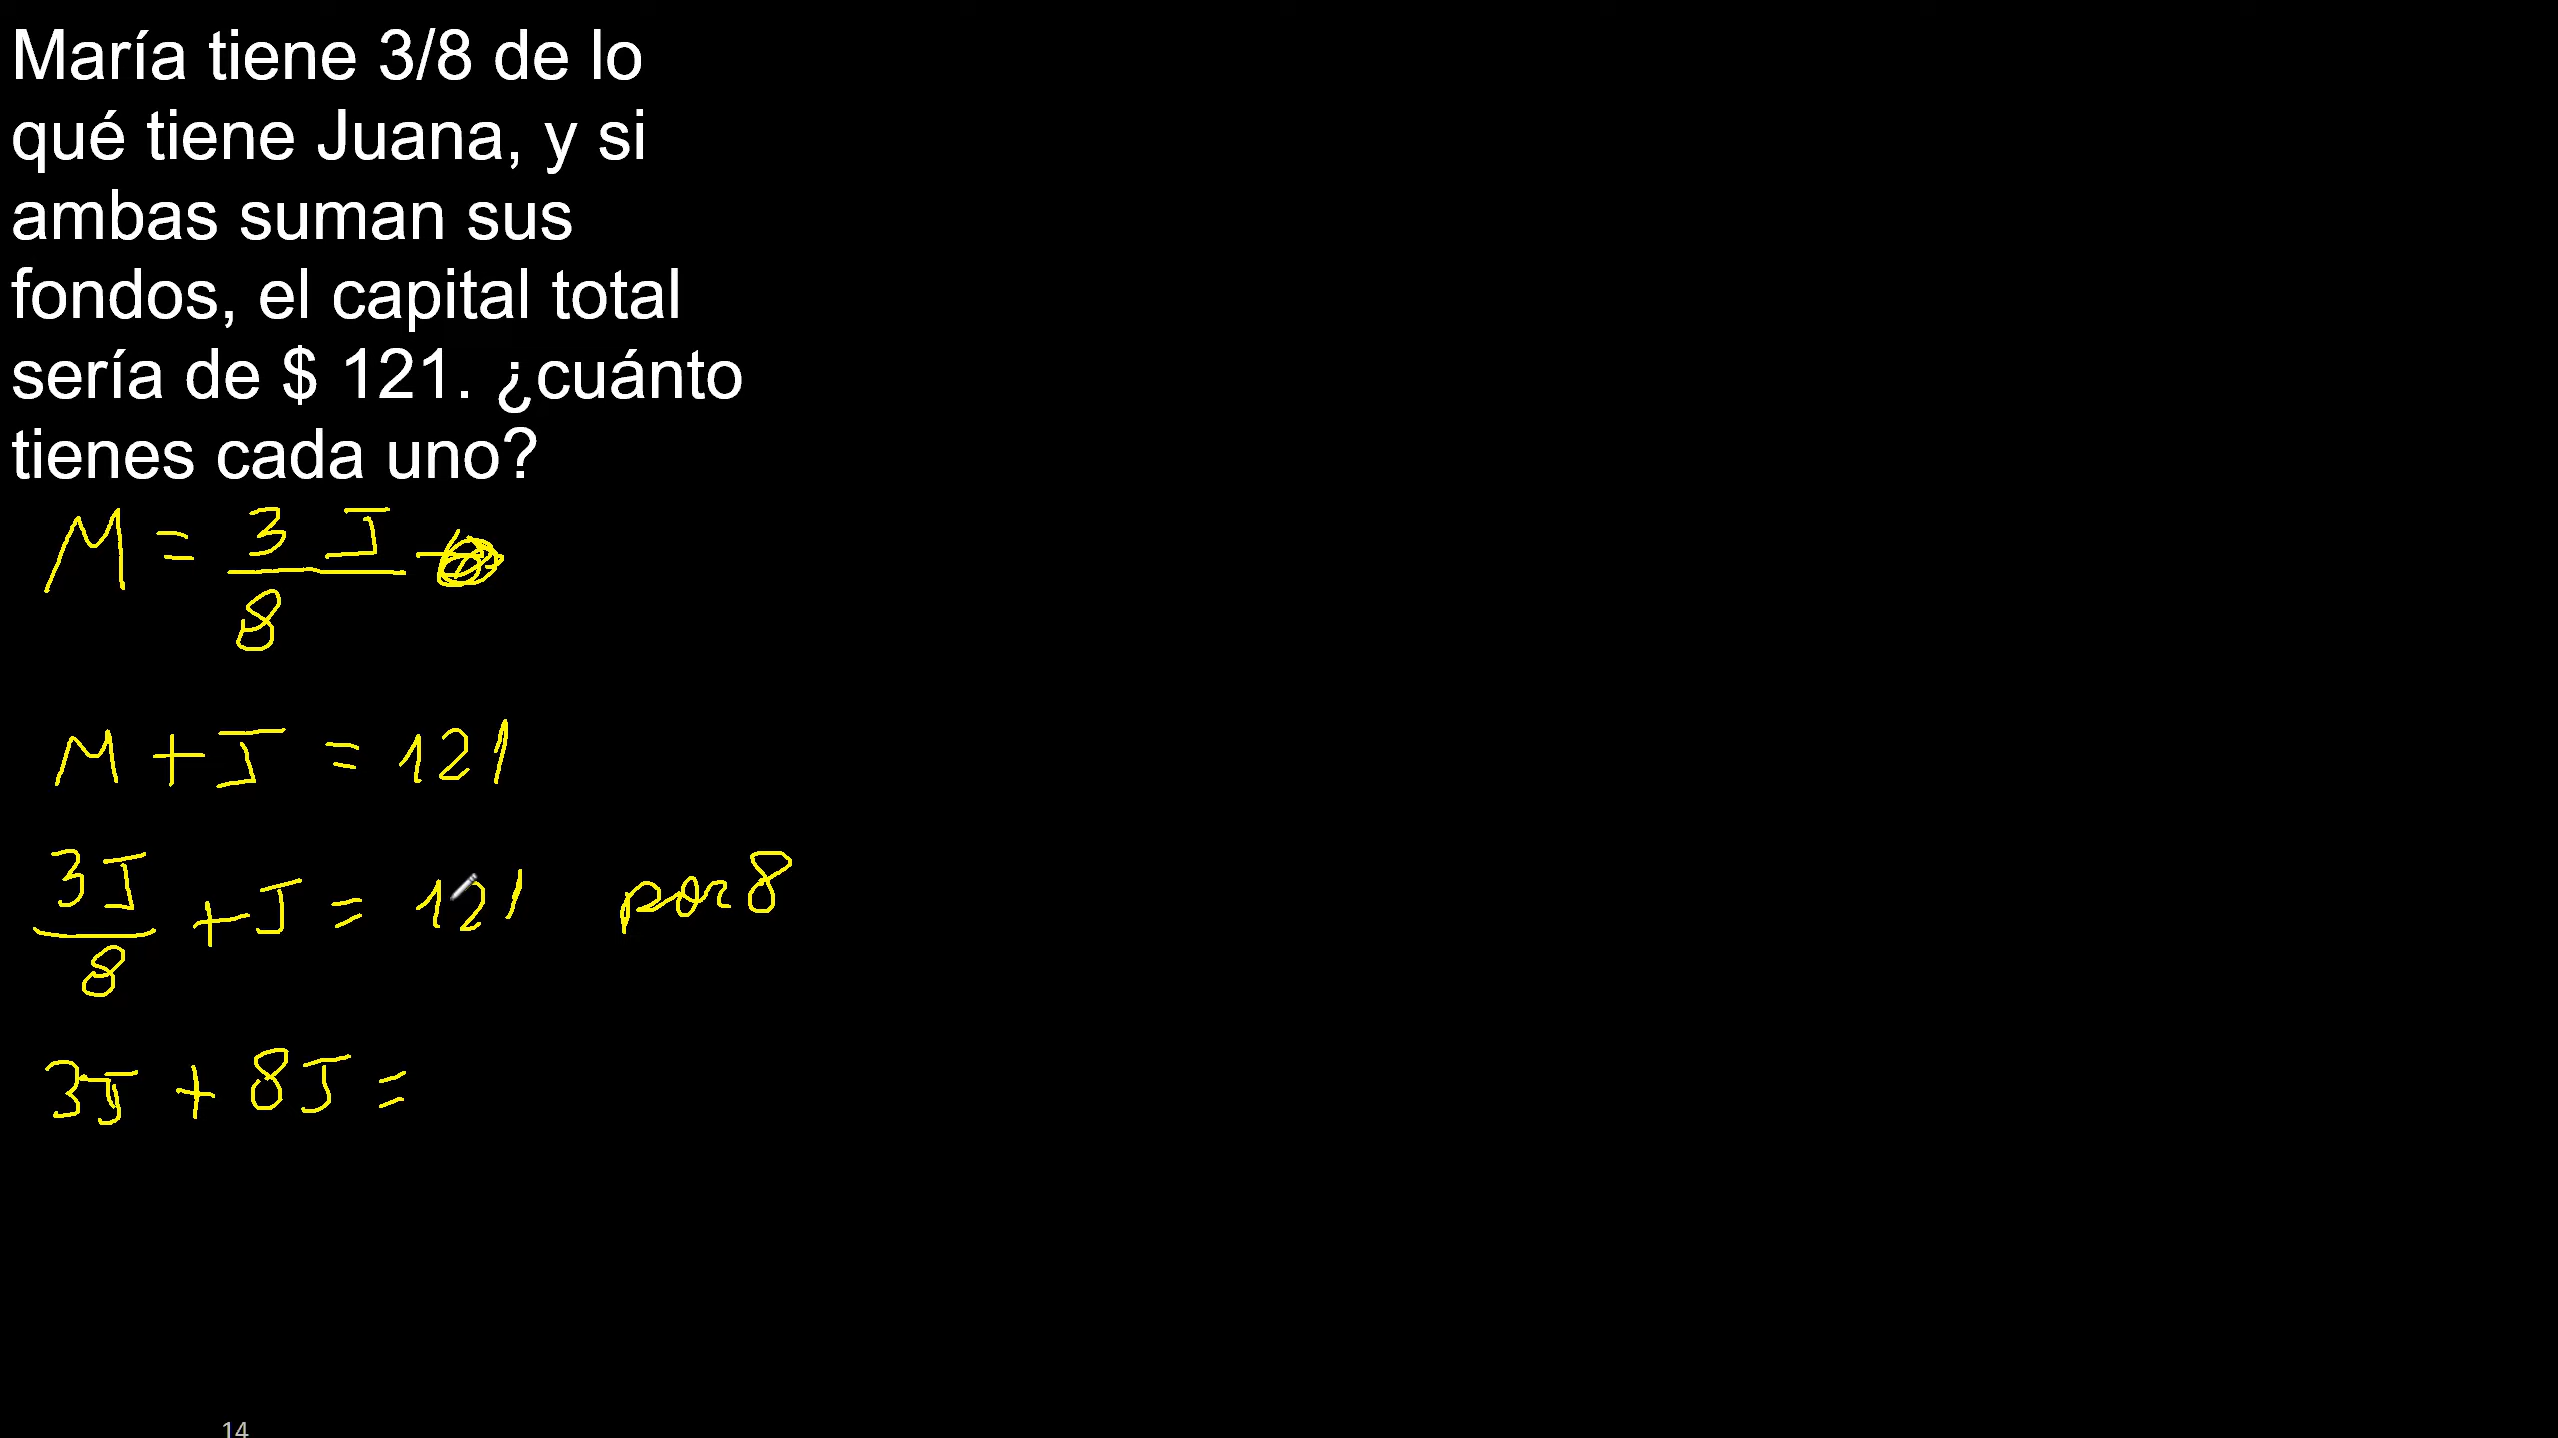 María tiene 3/8 de lo
qué tiene Juana, y si
ambas suman sus
fondos, el capital total
sería de $ 121. ¿cuánto
tienes cada uno?
M = 3 J
8
M + J = 121
3J
+ J = 121 por 8
8
3J + 8J =
14